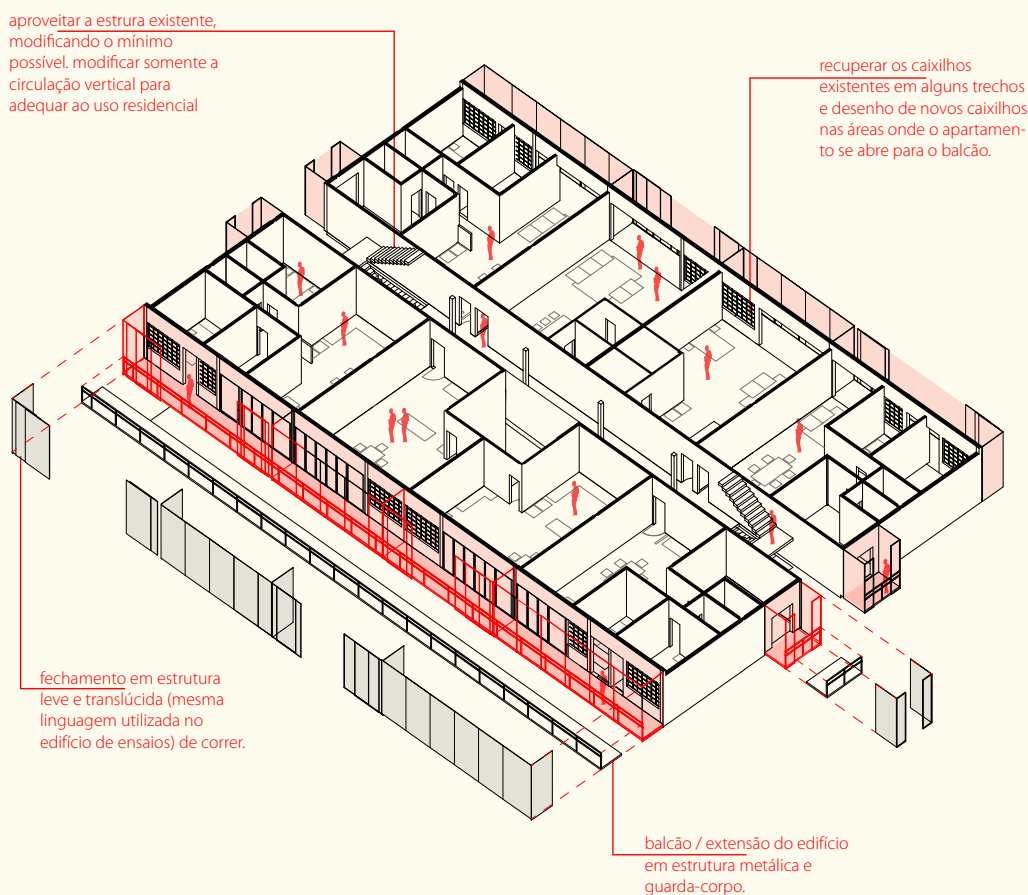 aproveitar a estrura existente,
modificando o mínimo
possível. modificar somente a
circulação vertical para
adequar ao uso residencial
recuperar os caixilhos
existentes em alguns trechos
e desenho de novos caixilhos
nas áreas onde o apartamen-
to se abre para o balcão.
fechamento em estrutura
leve e translúcida (mesma
linguagem utilizada no
edifício de ensaios) de correr.
balcão / extensão do edifício
em estrutura metálica e
guarda-corpo.